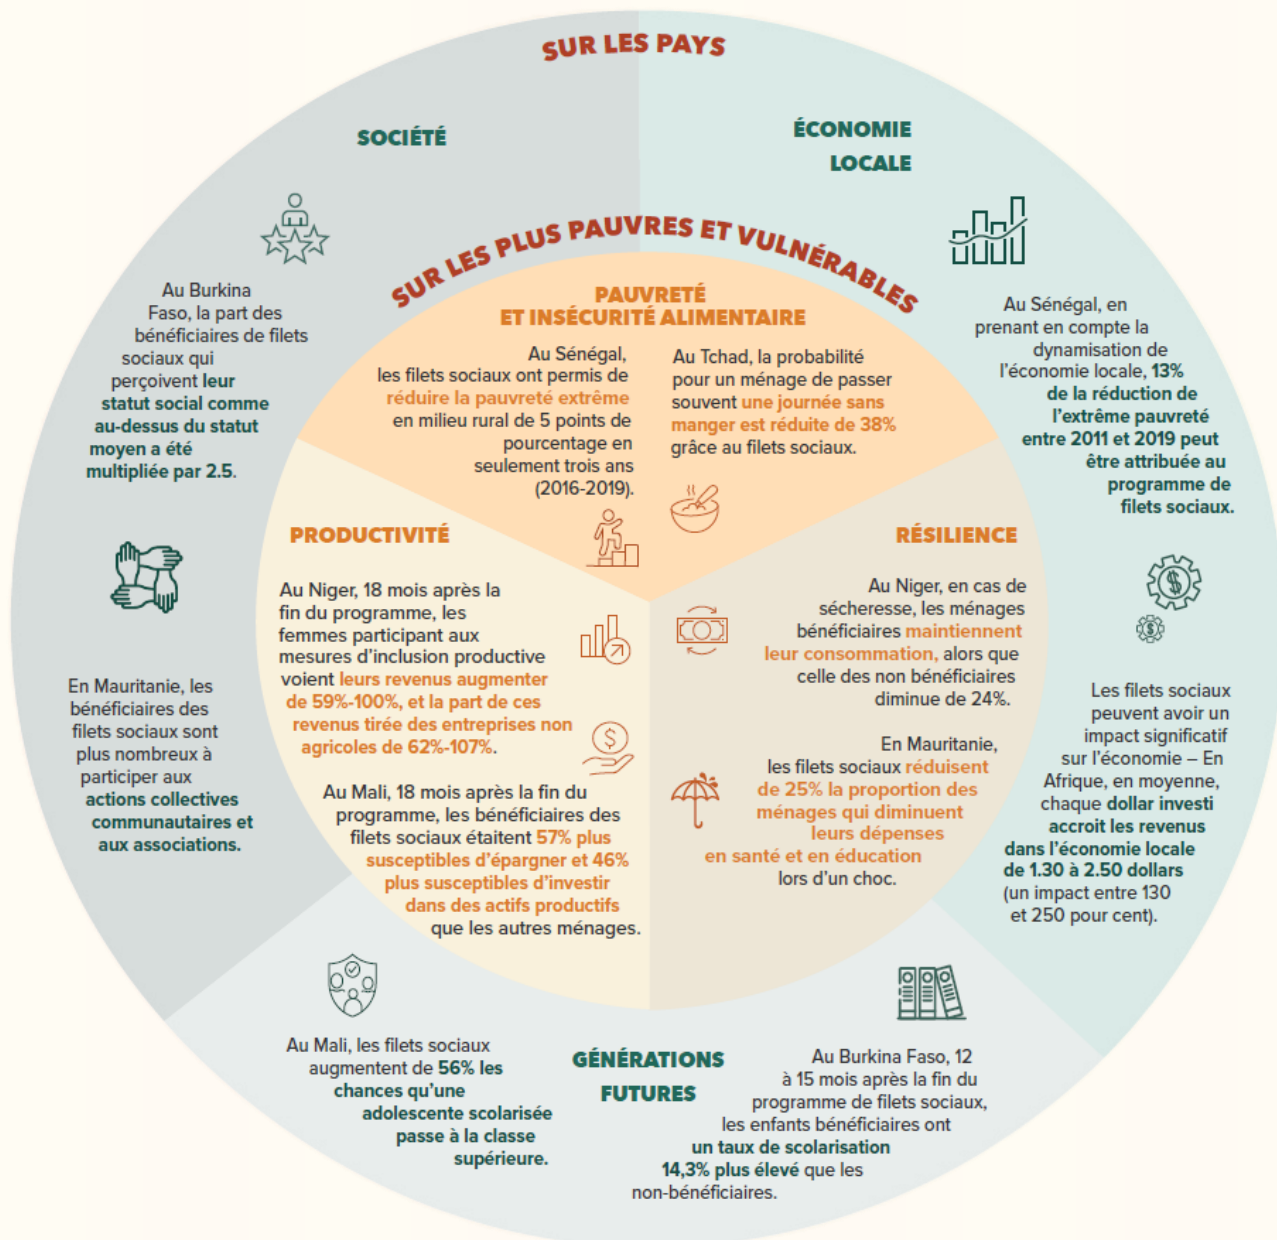 SUR LES PAYS
SOCIÉTÉ
Au Burkina
Faso, la part des
bénéficiaires de filets
sociaux qui
perçoivent leur
statut social comme
au-dessus du statut
moyen a été
multipliée par 2.5.
En Mauritanie, les
bénéficiaires des
filets sociaux sont
plus nombreux à
participer aux
actions collectives
communautaires et
aux associations.
ÉCONOMIE
LOCALE
Au Sénégal, en
prenant en compte la
dynamisation de
l'économie locale, 13%
de la réduction de
l'extrême pauvreté
entre 2011 et 2019 peut
être attribuée au
programme de
filets sociaux.
Les filets sociaux
peuvent avoir un
impact significatif
sur l'économie – En
Afrique, en moyenne,
chaque dollar investi
accroit les revenus
dans l'économie locale
de 1.30 à 2.50 dollars
(un impact entre 130
et 250 pour cent).
SUR LES PLUS PAUVRES ET VULNÉRABLES
PAUVRETÉ
ET INSÉCURITÉ ALIMENTAIRE
Au Sénégal,
les filets sociaux ont permis de
réduire la pauvreté extrême
en milieu rural de 5 points de
pourcentage en
seulement trois ans
(2016-2019).
Au Tchad, la probabilité
pour un ménage de passer
souvent une journée sans
manger est réduite de 38%
grâce au filets sociaux.
PRODUCTIVITÉ
Au Niger, 18 mois après la
fin du programme, les
femmes participant aux
mesures d'inclusion productive
voient leurs revenus augmenter
de 59%-100%, et la part de ces
revenus tirée des entreprises non
agricoles de 62%-107%.
Au Mali, 18 mois après la fin du
programme, les bénéficiaires des
filets sociaux étaitent 57% plus
susceptibles d'épargner et 46%
plus susceptibles d'investir
dans des actifs productifs
que les autres ménages.
RÉSILIENCE
Au Niger, en cas de
sécheresse, les ménages
bénéficiaires maintiennent
leur consommation, alors que
celle des non bénéficiaires
diminue de 24%.
En Mauritanie,
les filets sociaux réduisent
de 25% la proportion des
ménages qui diminuent
leurs dépenses
en santé et en éducation
lors d'un choc.
GÉNÉRATIONS
FUTURES
Au Mali, les filets sociaux
augmentent de 56% les
chances qu'une
adolescente scolarisée
passe à la classe
supérieure.
Au Burkina Faso, 12
à 15 mois après la fin du
programme de filets sociaux,
les enfants bénéficiaires ont
un taux de scolarisation
14,3% plus élevé que les
non-bénéficiaires.